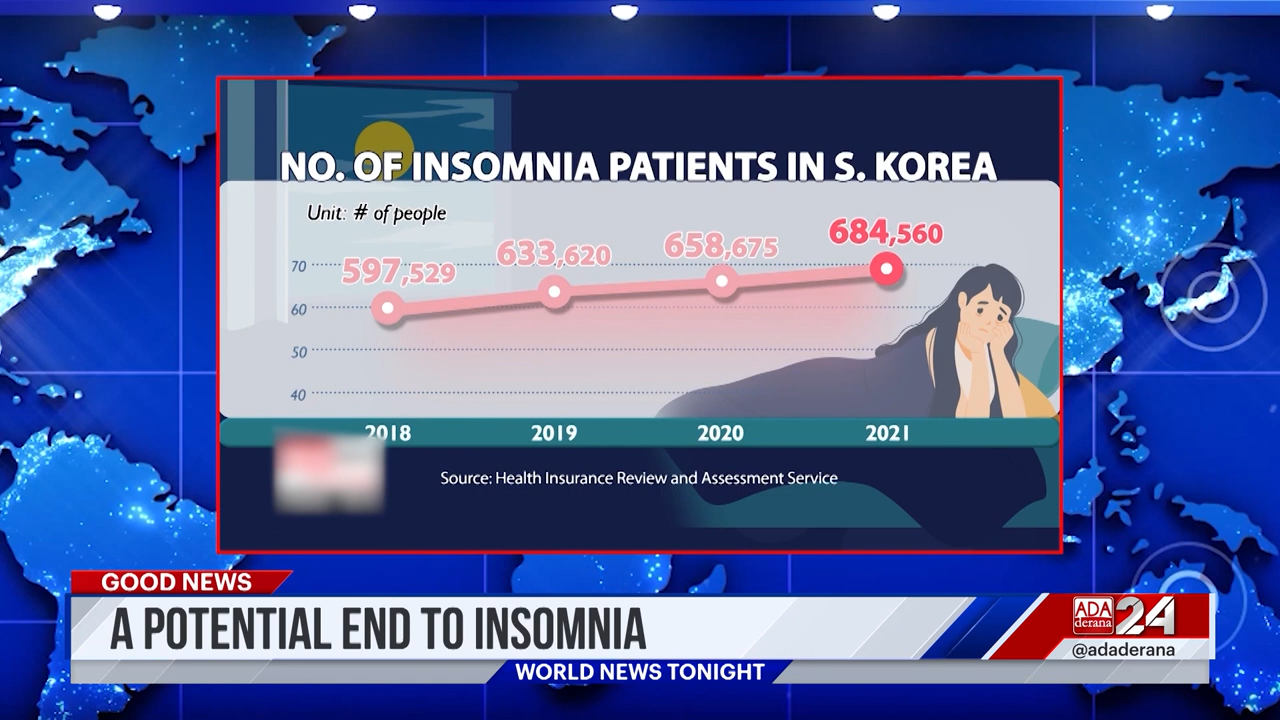 NO. OF INSOMNIA PATIENTS IN S. KOREA
Unit: # of people
597,529
633,620
658,675
684,560
70
60
50
40
2018
2019
2020
2021
Source: Health Insurance Review and Assessment Service
GOOD NEWS
A POTENTIAL END TO INSOMNIA
ADA
derana
24
@adaderana
WORLD NEWS TONIGHT